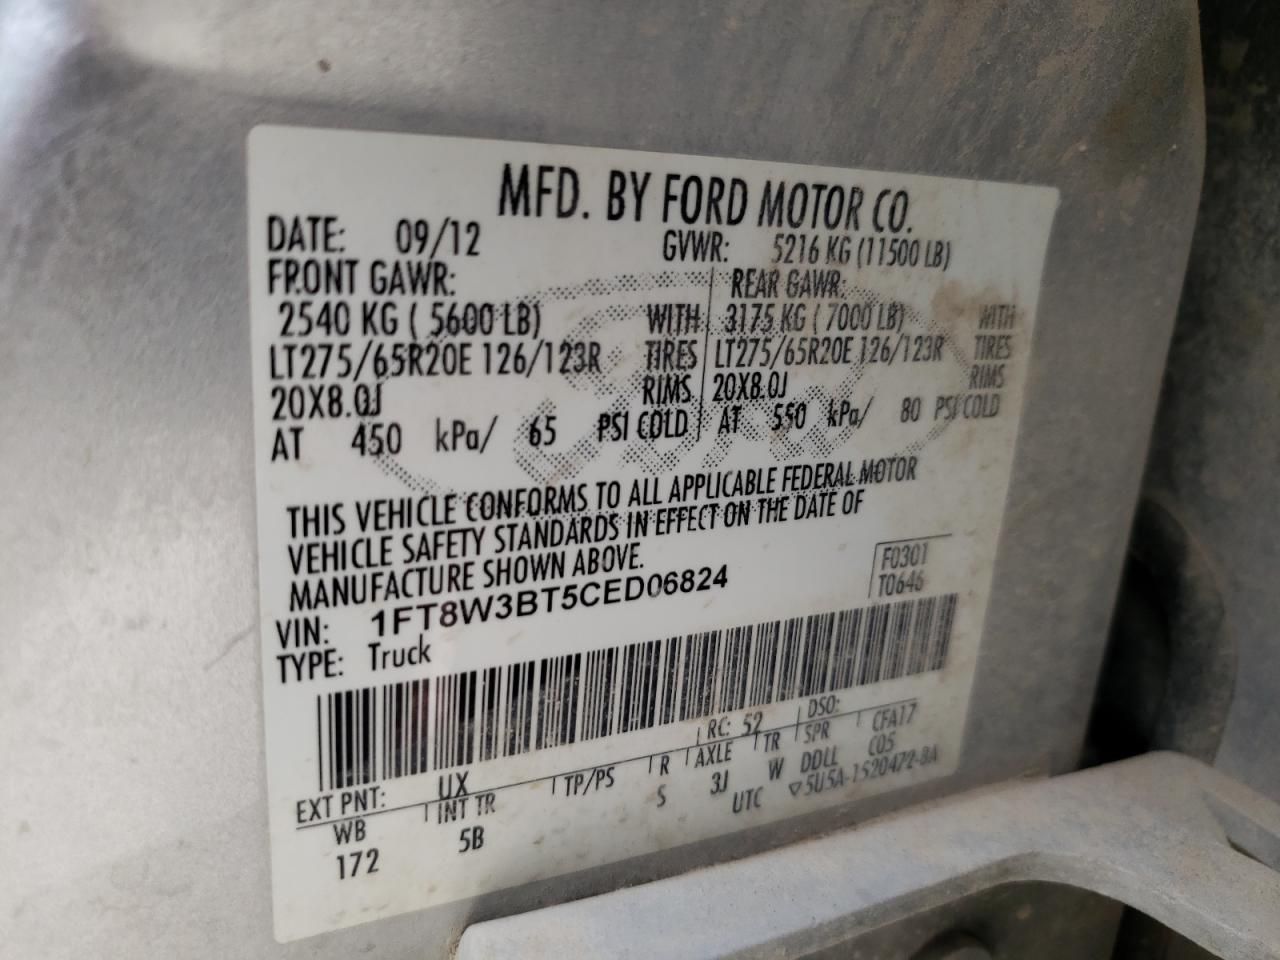 MFD. BY FORD MOTOR CO.
DATE: 09/12 GVWR: 5216 KG (11500 LB)
FRONT GAWR: REAR GAWR:
2540 KG ( 5600 LB) WITH 3175 KG ( 7000 LB) WITH
LT275/65R20E 126/123R TIRES LT275/65R20E 126/123R TIRES
20X8.0J RIMS 20X8.0J RIMS
AT 450 kPa/ 65 PSI COLD AT 550 kPa/ 80 PSI COLD
THIS VEHICLE CONFORMS TO ALL APPLICABLE FEDERAL MOTOR
VEHICLE SAFETY STANDARDS IN EFFECT ON THE DATE OF
MANUFACTURE SHOWN ABOVE.
F0301
T0646
VIN: 1FT8W3BT5CED06824
TYPE: Truck
EXT PNT: UX RC: 52 DSO:
WB INT TR TP/PS R AXLE TR SPR CFA17
172 5B S 3J W DDLL C05
UTC ▽5U5A-1520472-BA